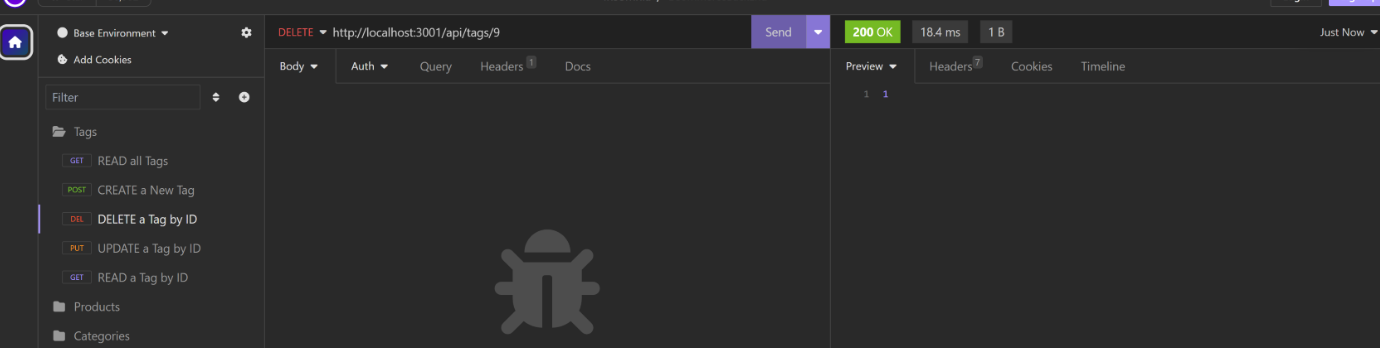 Base Environment
Add Cookies
Filter
Tags
GET READ all Tags
POST CREATE a New Tag
DEL DELETE a Tag by ID
PUT UPDATE a Tag by ID
GET READ a Tag by ID
Products
Categories
DELETE http://localhost:3001/api/tags/9 Send
Body Auth Query Headers 1 Docs
200 OK 18.4 ms 1 B Just Now
Preview Headers 7 Cookies Timeline
1 1